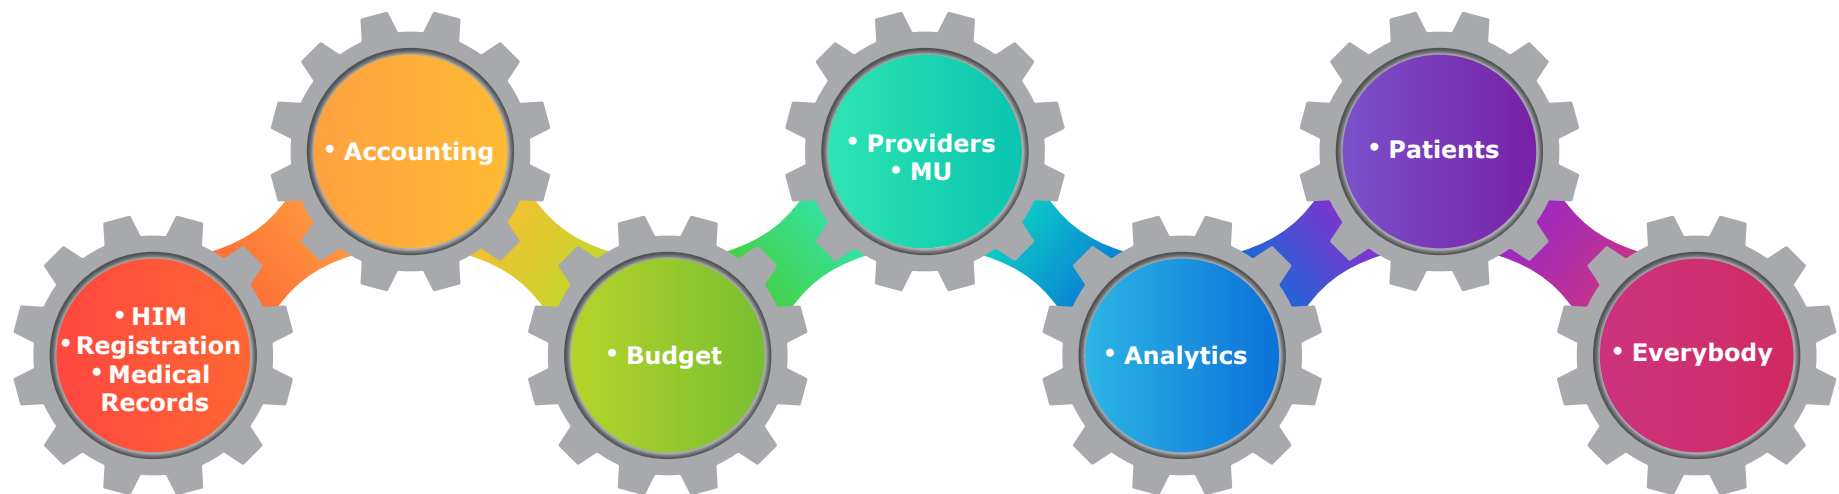 • HIM
• Registration
• Medical
Records
• Accounting
• Budget
• Providers
• MU
• Analytics
• Patients
• Everybody